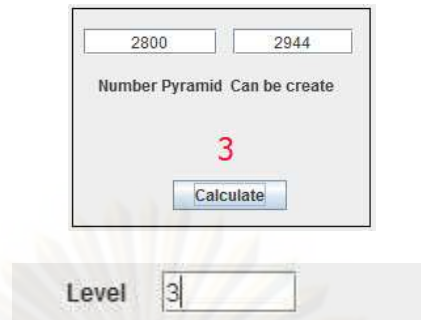 2800 2944
Number Pyramid Can be create
3
Calculate
Level 3